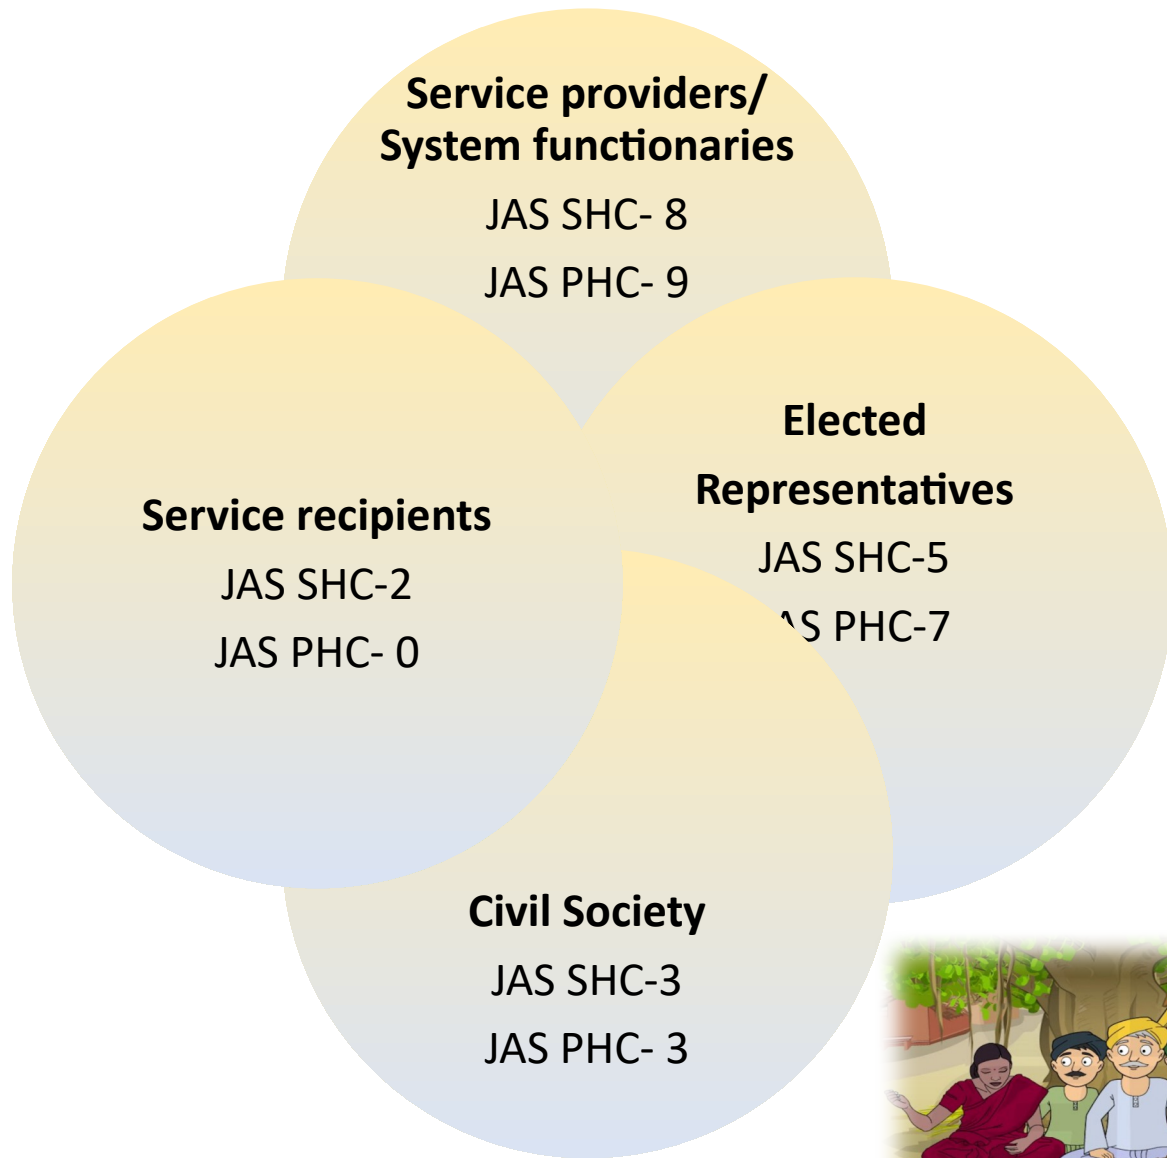 Service providers/
System functionaries
JAS SHC- 8
JAS PHC- 9
Elected
Representatives
JAS SHC-5
AS PHC-7
Service recipients
JAS SHC-2
JAS PHC- 0
Civil Society
JAS SHC-3
JAS PHC- 3